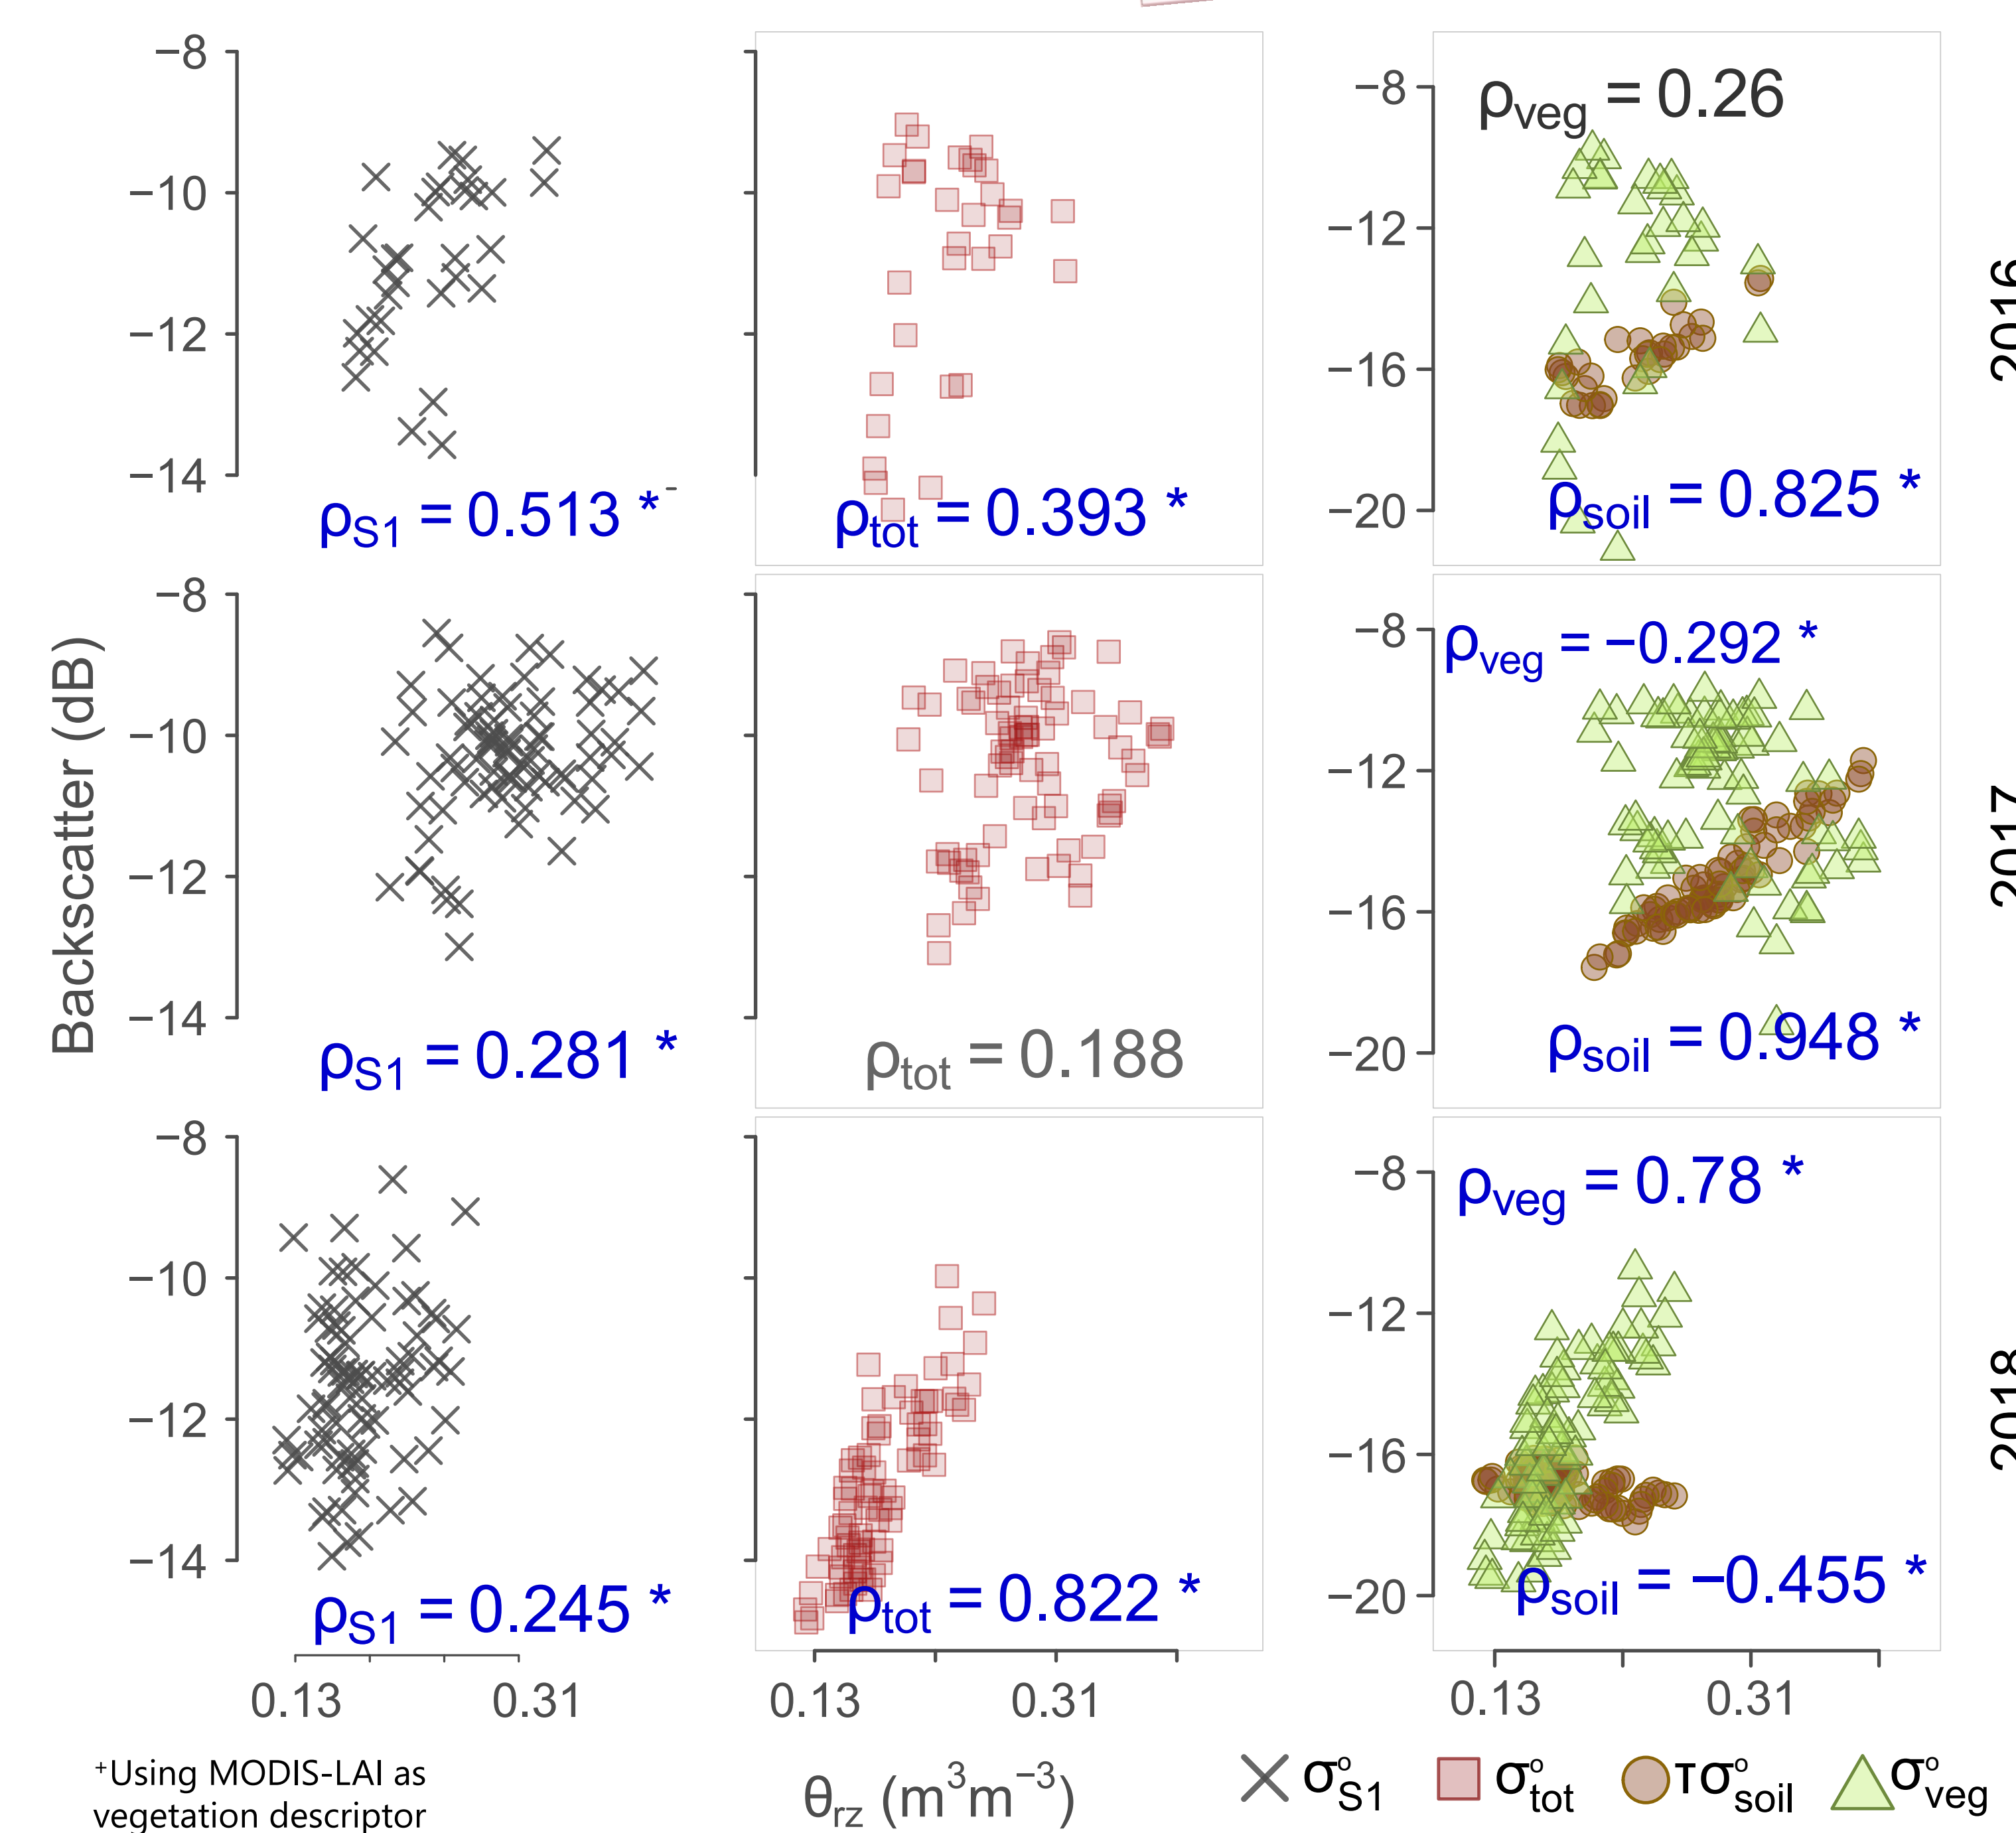 −8
−10
−12
−14
ρS1 = 0.513 *-
ρtot = 0.393 *
−8
−12
−16
−20
ρveg = 0.26
ρsoil = 0.825 *
2016
Backscatter (dB)
−8
−10
−12
−14
ρS1 = 0.281 *
ρtot = 0.188
−8
−12
−16
−20
ρveg = −0.292 *
ρsoil = 0.948 *
2017
−8
−10
−12
−14
ρS1 = 0.245 *
ρtot = 0.822 *
−8
−12
−16
−20
ρveg = 0.78 *
ρsoil = −0.455 *
2018
0.13 0.31
0.13 0.31
0.13 0.31
+Using MODIS-LAI as
vegetation descriptor
θrz (m³m⁻³)
σ°S1 σ°tot τσ°soil σ°veg